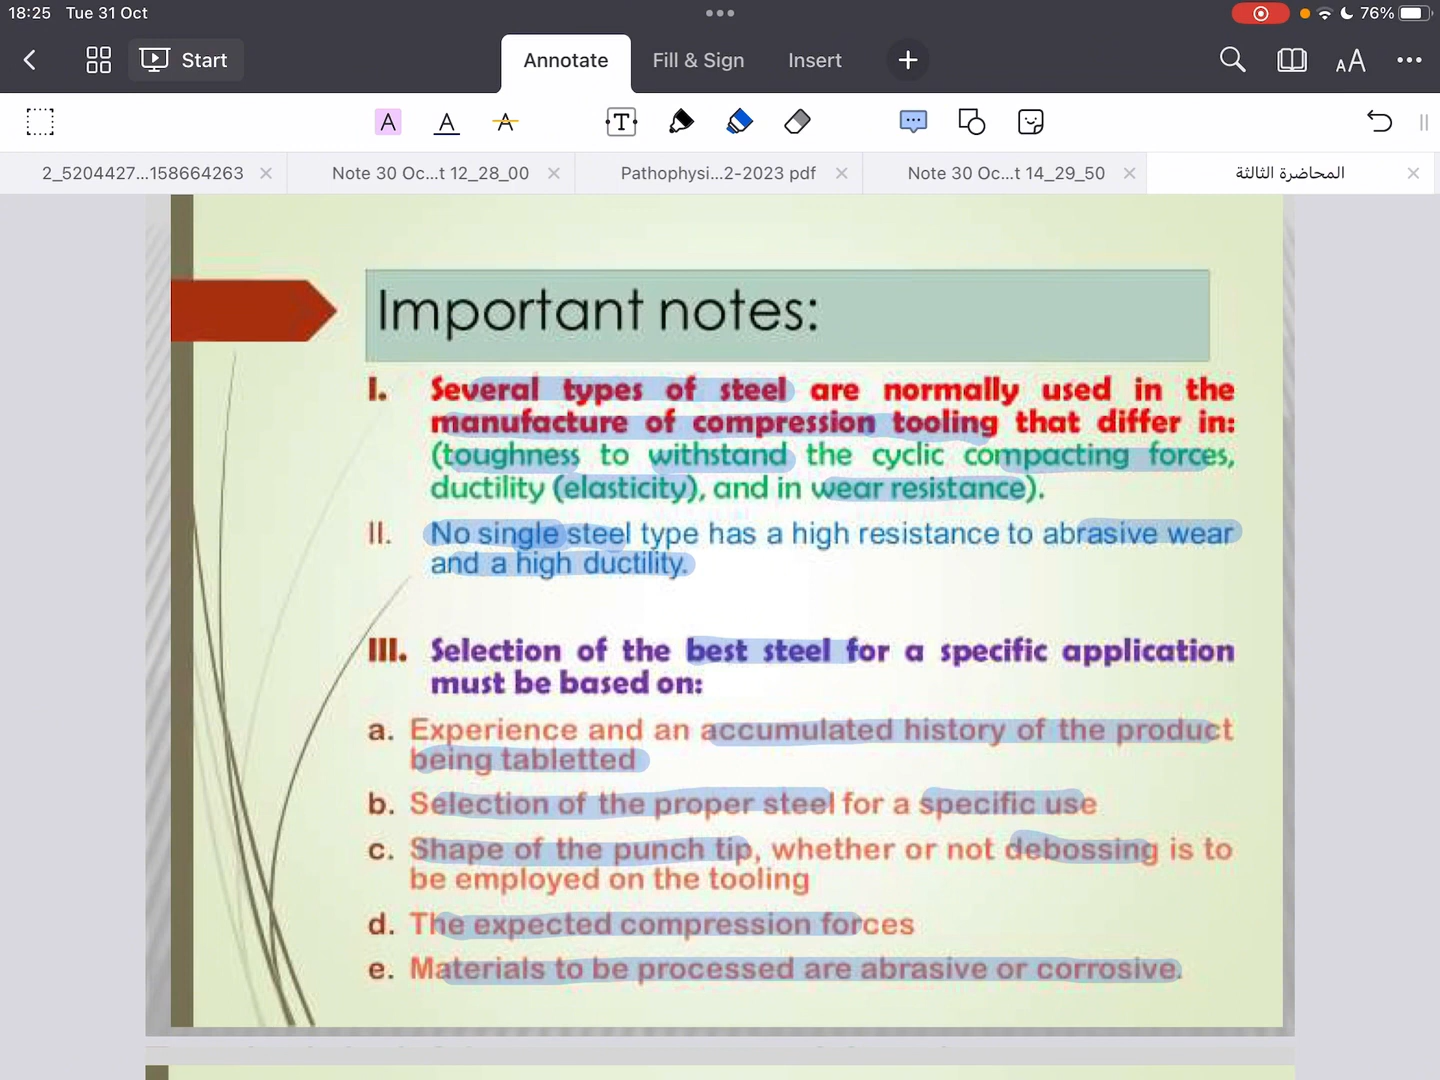 18:25 Tue 31 Oct
76%
Start
Annotate
Fill & Sign
Insert
2_5204427...158664263
Note 30 Oc...t 12_28_00
Pathophysi...2-2023 pdf
Note 30 Oc...t 14_29_50
المحاضرة الثالثة
Important notes:
I. Several types of steel are normally used in the
manufacture of compression tooling that differ in:
(toughness to withstand the cyclic compacting forces,
ductility (elasticity), and in wear resistance).
II. No single steel type has a high resistance to abrasive wear
and a high ductility.
III. Selection of the best steel for a specific application
must be based on:
a. Experience and an accumulated history of the product
being tabletted
b. Selection of the proper steel for a specific use
c. Shape of the punch tip, whether or not debossing is to
be employed on the tooling
d. The expected compression forces
e. Materials to be processed are abrasive or corrosive.